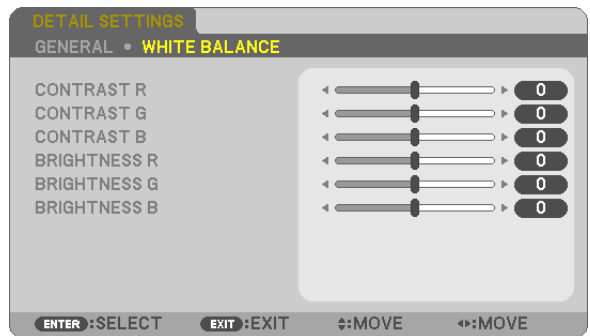 DETAIL SETTINGS
GENERAL • WHITE BALANCE
CONTRAST R 0
CONTRAST G 0
CONTRAST B 0
BRIGHTNESS R 0
BRIGHTNESS G 0
BRIGHTNESS B 0
ENTER :SELECT EXIT :EXIT :MOVE :MOVE